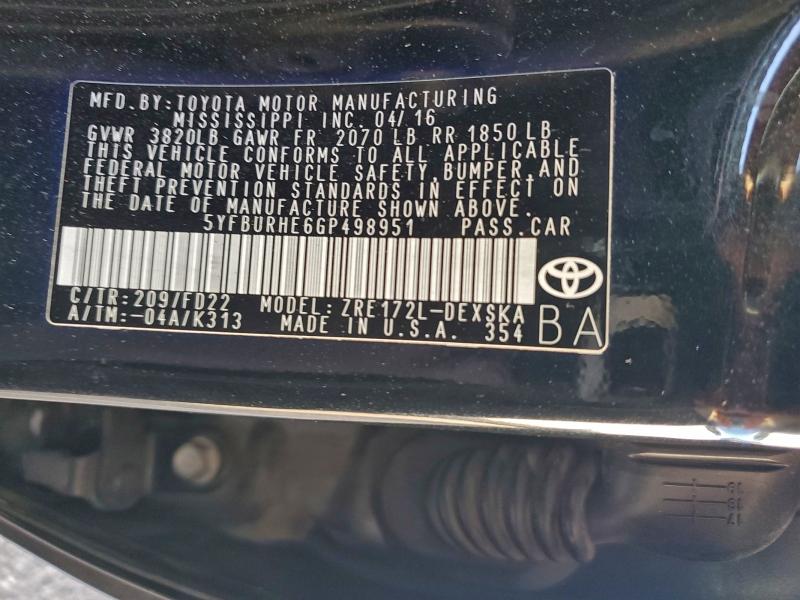 MFD. BY: TOYOTA MOTOR MANUFACTURING
MISSISSIPPI INC. 04/16
GVWR 3820LB GAWR FR 2070 LB RR 1850 LB
THIS VEHICLE CONFORMS TO ALL APPLICABLE
FEDERAL MOTOR VEHICLE SAFETY, BUMPER, AND
THEFT PREVENTION STANDARDS IN EFFECT ON
THE DATE OF MANUFACTURE SHOWN ABOVE.
5YFBURHE6GP498951 PASS.CAR
C/TR: 209/FD22 MODEL: ZRE172L-DEXSKA
A/TM: -04A/K313 MADE IN U.S.A. 354 BA